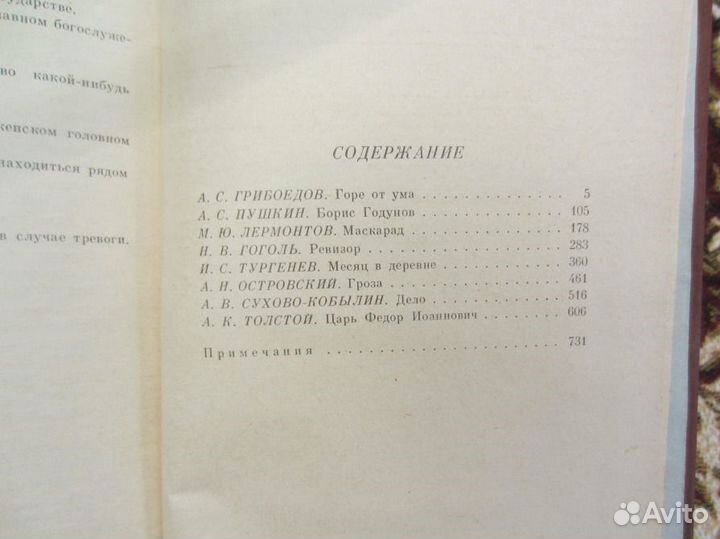 ударстве.
авном богослуже-
во какой-нибудь
женском головном
находиться рядом
в случае тревоги.
СОДЕРЖАНИЕ
А. С. ГРИБОЕДОВ. Горе от ума . . . . . . . . . . . . . 5
А. С. ПУШКИН. Борис Годунов . . . . . . . . . . . . . 105
М. Ю. ЛЕРМОНТОВ. Маскарад . . . . . . . . . . . . . 178
Н. В. ГОГОЛЬ. Ревизор . . . . . . . . . . . . . . . . 283
И. С. ТУРГЕНЕВ. Месяц в деревне . . . . . . . . . . . 360
А. Н. ОСТРОВСКИЙ. Гроза . . . . . . . . . . . . . . 461
А. В. СУХОВО-КОБЫЛИН. Дело . . . . . . . . . . . . 516
А. К. ТОЛСТОЙ. Царь Федор Иоаннович . . . . . . . . 606
Примечания . . . . . . . . . . . . . . . . . . . . 731
Avito